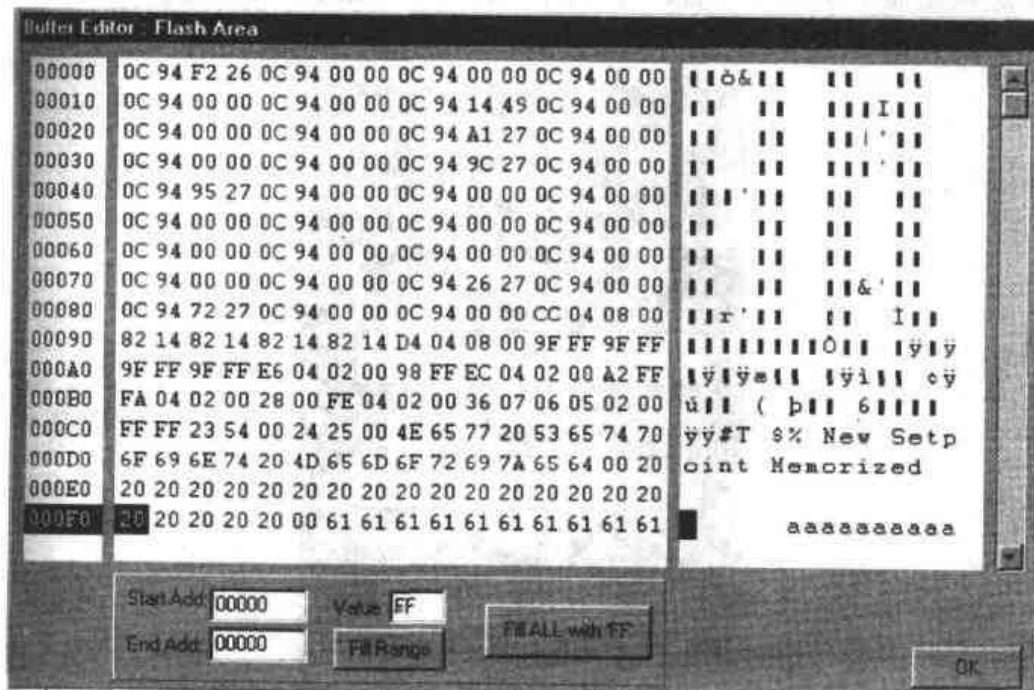 Buffer Editor : Flash Area
00000 0C 94 F2 26 0C 94 00 00 0C 94 00 00 0C 94 00 00 ▮▮ò&▮▮ ▮▮ ▮▮
00010 0C 94 00 00 0C 94 00 00 0C 94 14 49 0C 94 00 00 ▮▮ ▮▮ ▮▮▮I▮▮
00020 0C 94 00 00 0C 94 00 00 0C 94 A1 27 0C 94 00 00 ▮▮ ▮▮ ▮▮¡'▮▮
00030 0C 94 00 00 0C 94 00 00 0C 94 9C 27 0C 94 00 00 ▮▮ ▮▮ ▮▮▮'▮▮
00040 0C 94 95 27 0C 94 00 00 0C 94 00 00 0C 94 00 00 ▮▮▮'▮▮ ▮▮ ▮▮
00050 0C 94 00 00 0C 94 00 00 0C 94 00 00 0C 94 00 00 ▮▮ ▮▮ ▮▮ ▮▮
00060 0C 94 00 00 0C 94 00 00 0C 94 00 00 0C 94 00 00 ▮▮ ▮▮ ▮▮ ▮▮
00070 0C 94 00 00 0C 94 00 00 0C 94 26 27 0C 94 00 00 ▮▮ ▮▮ ▮▮&'▮▮
00080 0C 94 72 27 0C 94 00 00 0C 94 00 00 CC 04 08 00 ▮▮r'▮▮ ▮▮ Ì▮▮
00090 82 14 82 14 82 14 82 14 D4 04 08 00 9F FF 9F FF ▮▮▮▮▮▮▮▮Ô▮▮ ▮ÿ▮ÿ
000A0 9F FF 9F FF E6 04 02 00 98 FF EC 04 02 00 A2 FF ▮ÿ▮ÿæ▮▮ ▮ÿì▮▮ ¢ÿ
000B0 FA 04 02 00 28 00 FE 04 02 00 36 07 06 05 02 00 ú▮▮ ( þ▮▮ 6▮▮▮▮
000C0 FF FF 23 54 00 24 25 00 4E 65 77 20 53 65 74 70 ÿÿ#T $% New Setp
000D0 6F 69 6E 74 20 4D 65 6D 6F 72 69 7A 65 64 00 20 oint Memorized
000E0 20 20 20 20 20 20 20 20 20 20 20 20 20 20 20 20
000F0 20 20 20 20 20 00 61 61 61 61 61 61 61 61 61 61 aaaaaaaaaa
Start Add: 00000 Value: FF
End Add: 00000 Fill Range
Fill ALL with 'FF'
OK